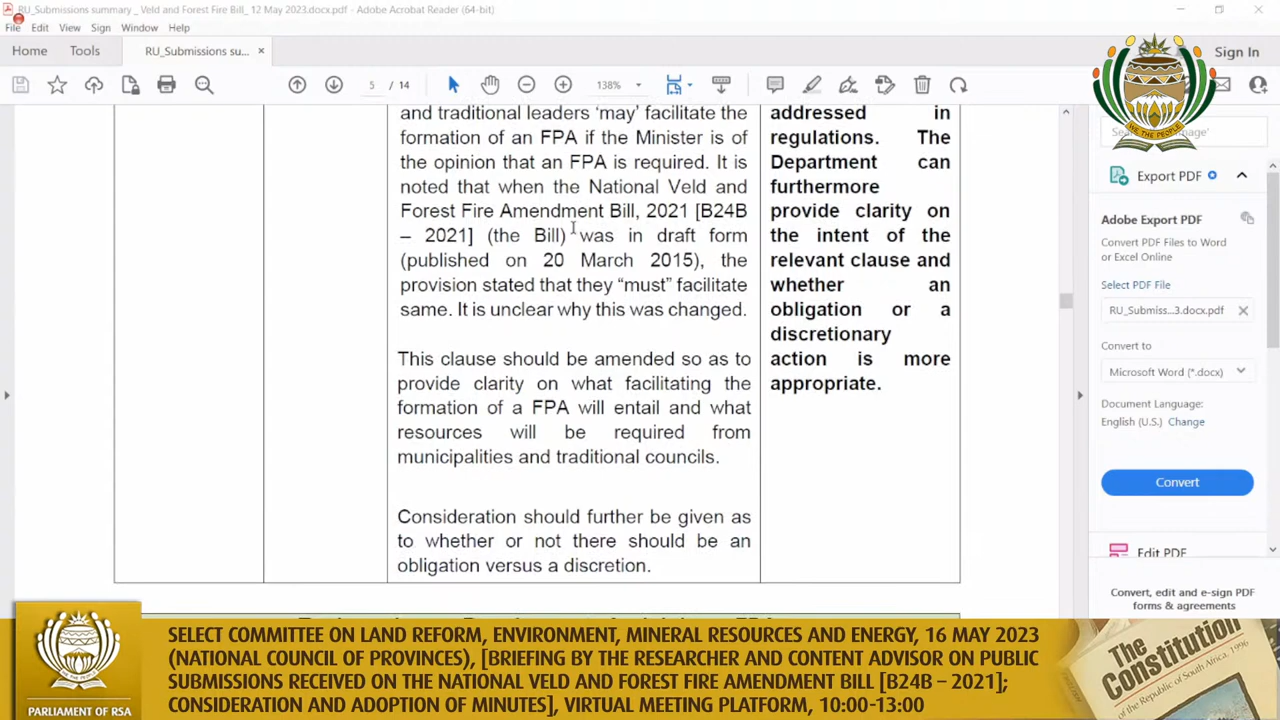 RU_Submissions summary _ Veld and Forest Fire Bill_ 12 May 2023.docx.pdf - Adobe Acrobat Reader (64-bit)
File Edit View Sign Window Help
Home Tools RU_Submissions su... × Sign In
5 / 14 138%
and traditional leaders ‘may’ facilitate the
formation of an FPA if the Minister is of
the opinion that an FPA is required. It is
noted that when the National Veld and
Forest Fire Amendment Bill, 2021 [B24B
– 2021] (the Bill) was in draft form
(published on 20 March 2015), the
provision stated that they “must” facilitate
same. It is unclear why this was changed.
This clause should be amended so as to
provide clarity on what facilitating the
formation of a FPA will entail and what
resources will be required from
municipalities and traditional councils.
Consideration should further be given as
to whether or not there should be an
obligation versus a discretion.
addressed in
regulations. The
Department can
furthermore
provide clarity on
the intent of the
relevant clause and
whether an
obligation or a
discretionary
action is more
appropriate.
!KE E: /XARRA //KE
WE, THE PEOPLE
Export PDF
Adobe Export PDF
Convert PDF Files to Word
or Excel Online
Select PDF File
RU_Submiss...3.docx.pdf ×
Convert to
Microsoft Word (*.docx)
Document Language:
English (U.S.) Change
Convert
Edit PDF
Convert, edit and e-sign PDF
forms & agreements
SELECT COMMITTEE ON LAND REFORM, ENVIRONMENT, MINERAL RESOURCES AND ENERGY, 16 MAY 2023
(NATIONAL COUNCIL OF PROVINCES), [BRIEFING BY THE RESEARCHER AND CONTENT ADVISOR ON PUBLIC
SUBMISSIONS RECEIVED ON THE NATIONAL VELD AND FOREST FIRE AMENDMENT BILL [B24B – 2021];
CONSIDERATION AND ADOPTION OF MINUTES], VIRTUAL MEETING PLATFORM, 10:00-13:00
PARLIAMENT OF RSA
The
Constitution
of the Republic of South Africa, 1996